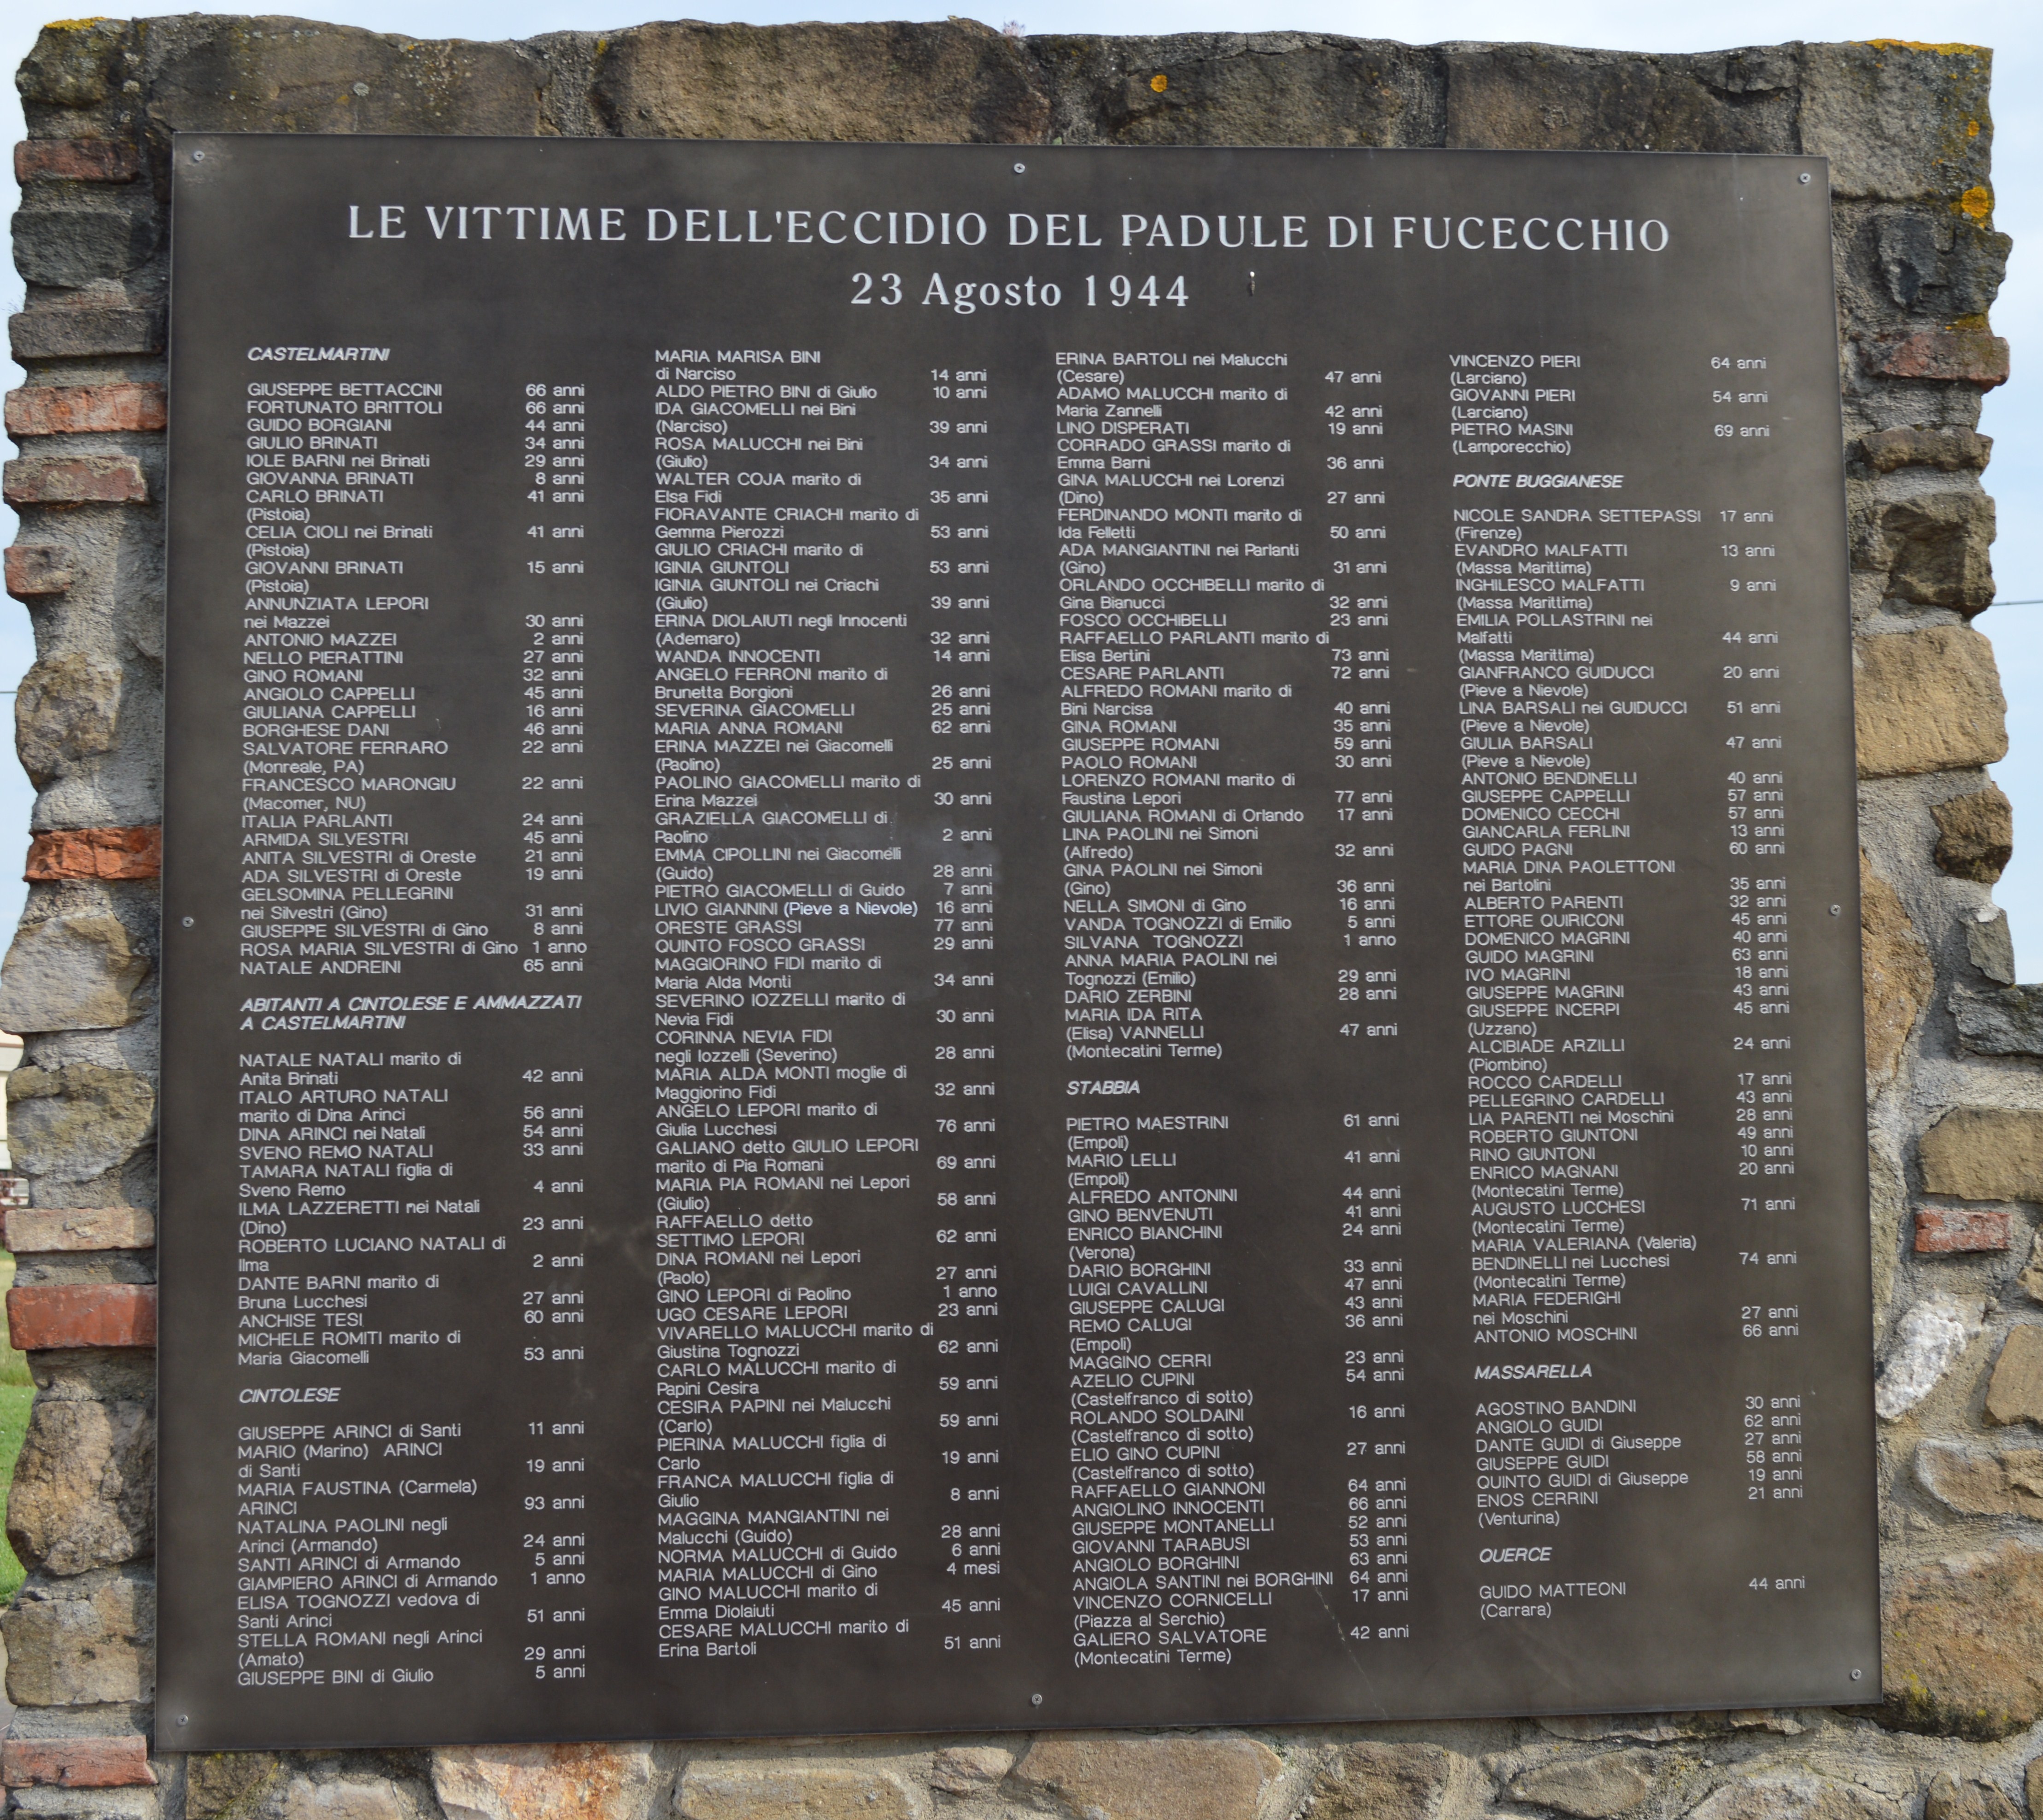 LE VITTIME DELL'ECCIDIO DEL PADULE DI FUCECCHIO
23 Agosto 1944
CASTELMARTINI
GIUSEPPE BETTACCINI 66 anni
FORTUNATO BRITTOLI 66 anni
GUIDO BORGIANI 44 anni
GIULIO BRINATI 34 anni
IOLE BARNI nei Brinati 29 anni
GIOVANNA BRINATI 8 anni
CARLO BRINATI 41 anni
(Pistoia)
CELIA CIOLI nei Brinati 41 anni
(Pistoia)
GIOVANNI BRINATI 15 anni
(Pistoia)
ANNUNZIATA LEPORI
nei Mazzei 30 anni
ANTONIO MAZZEI 2 anni
NELLO PIERATTINI 27 anni
GINO ROMANI 32 anni
ANGIOLO CAPPELLI 45 anni
GIULIANA CAPPELLI 16 anni
BORGHESE DANI 46 anni
SALVATORE FERRARO 22 anni
(Monreale, PA)
FRANCESCO MARONGIU 22 anni
(Macomer, NU)
ITALIA PARLANTI 24 anni
ARMIDA SILVESTRI 45 anni
ANITA SILVESTRI di Oreste 21 anni
ADA SILVESTRI di Oreste 19 anni
GELSOMINA PELLEGRINI
nei Silvestri (Gino) 31 anni
GIUSEPPE SILVESTRI di Gino 8 anni
ROSA MARIA SILVESTRI di Gino 1 anno
NATALE ANDREINI 65 anni
ABITANTI A CINTOLESE E AMMAZZATI
A CASTELMARTINI
NATALE NATALI marito di
Anita Brinati 42 anni
ITALO ARTURO NATALI
marito di Dina Arinci 56 anni
DINA ARINCI nei Natali 54 anni
SVENO REMO NATALI 33 anni
TAMARA NATALI figlia di
Sveno Remo 4 anni
ILMA LAZZERETTI nei Natali
(Dino) 23 anni
ROBERTO LUCIANO NATALI di
Ilma 2 anni
DANTE BARNI marito di
Bruna Lucchesi 27 anni
ANCHISE TESI 60 anni
MICHELE ROMITI marito di
Maria Giacomelli 53 anni
CINTOLESE
GIUSEPPE ARINCI di Santi 11 anni
MARIO (Marino) ARINCI
di Santi 19 anni
MARIA FAUSTINA (Carmela)
ARINCI 93 anni
NATALINA PAOLINI negli
Arinci (Armando) 24 anni
SANTI ARINCI di Armando 5 anni
GIAMPIERO ARINCI di Armando 1 anno
ELISA TOGNOZZI vedova di
Santi Arinci 51 anni
STELLA ROMANI negli Arinci
(Amato) 29 anni
GIUSEPPE BINI di Giulio 5 anni
MARIA MARISA BINI
di Narciso 14 anni
ALDO PIETRO BINI di Giulio 10 anni
IDA GIACOMELLI nei Bini
(Narciso) 39 anni
ROSA MALUCCHI nei Bini
(Giulio) 34 anni
WALTER COJA marito di
Elsa Fidi 35 anni
FIORAVANTE CRIACHI marito di
Gemma Pierozzi 53 anni
GIULIO CRIACHI marito di
IGINIA GIUNTOLI 53 anni
IGINIA GIUNTOLI nei Criachi
(Giulio) 39 anni
ERINA DIOLAIUTI negli Innocenti
(Ademaro) 32 anni
WANDA INNOCENTI 14 anni
ANGELO FERRONI marito di
Brunetta Borgioni 26 anni
SEVERINA GIACOMELLI 25 anni
MARIA ANNA ROMANI 62 anni
ERINA MAZZEI nei Giacomelli
(Paolino) 25 anni
PAOLINO GIACOMELLI marito di
Erina Mazzei 30 anni
GRAZIELLA GIACOMELLI di
Paolino 2 anni
EMMA CIPOLLINI nei Giacomelli
(Guido) 28 anni
PIETRO GIACOMELLI di Guido 7 anni
LIVIO GIANNINI (Pieve a Nievole) 16 anni
ORESTE GRASSI 77 anni
QUINTO FOSCO GRASSI 29 anni
MAGGIORINO FIDI marito di
Maria Alda Monti 34 anni
SEVERINO IOZZELLI marito di
Nevia Fidi 30 anni
CORINNA NEVIA FIDI
negli Iozzelli (Severino) 28 anni
MARIA ALDA MONTI moglie di
Maggiorino Fidi 32 anni
ANGELO LEPORI marito di
Giulia Lucchesi 76 anni
GALIANO detto GIULIO LEPORI
marito di Pia Romani 69 anni
MARIA PIA ROMANI nei Lepori
(Giulio) 58 anni
RAFFAELLO detto
SETTIMO LEPORI 62 anni
DINA ROMANI nei Lepori
(Paolo) 27 anni
GINO LEPORI di Paolino 1 anno
UGO CESARE LEPORI 23 anni
VIVARELLO MALUCCHI marito di
Giustina Tognozzi 62 anni
CARLO MALUCCHI marito di
Papini Cesira 59 anni
CESIRA PAPINI nei Malucchi
(Carlo) 59 anni
PIERINA MALUCCHI figlia di
Carlo 19 anni
FRANCA MALUCCHI figlia di
Giulio 8 anni
MAGGINA MANGIANTINI nei
Malucchi (Guido) 28 anni
NORMA MALUCCHI di Guido 6 anni
MARIA MALUCCHI di Gino 4 mesi
GINO MALUCCHI marito di
Emma Diolaiuti 45 anni
CESARE MALUCCHI marito di
Erina Bartoli 51 anni
ERINA BARTOLI nei Malucchi
(Cesare) 47 anni
ADAMO MALUCCHI marito di
Maria Zannelli 42 anni
LINO DISPERATI 19 anni
CORRADO GRASSI marito di
Emma Barni 36 anni
GINA MALUCCHI nei Lorenzi
(Dino) 27 anni
FERDINANDO MONTI marito di
Ida Felletti 50 anni
ADA MANGIANTINI nei Parlanti
(Gino) 31 anni
ORLANDO OCCHIBELLI marito di
Gina Bianucci 32 anni
FOSCO OCCHIBELLI 23 anni
RAFFAELLO PARLANTI marito di
Elisa Bertini 73 anni
CESARE PARLANTI 72 anni
ALFREDO ROMANI marito di
Bini Narcisa 40 anni
GINA ROMANI 35 anni
GIUSEPPE ROMANI 59 anni
PAOLO ROMANI 30 anni
LORENZO ROMANI marito di
Faustina Lepori 77 anni
GIULIANA ROMANI di Orlando 17 anni
LINA PAOLINI nei Simoni
(Alfredo) 32 anni
GINA PAOLINI nei Simoni
(Gino) 36 anni
NELLA SIMONI di Gino 16 anni
VANDA TOGNOZZI di Emilio 5 anni
SILVANA TOGNOZZI 1 anno
ANNA MARIA PAOLINI nei
Tognozzi (Emilio) 29 anni
DARIO ZERBINI 28 anni
MARIA IDA RITA
(Elisa) VANNELLI 47 anni
(Montecatini Terme)
STABBIA
PIETRO MAESTRINI 61 anni
(Empoli)
MARIO LELLI 41 anni
(Empoli)
ALFREDO ANTONINI 44 anni
GINO BENVENUTI 41 anni
ENRICO BIANCHINI 24 anni
(Verona)
DARIO BORGHINI 33 anni
LUIGI CAVALLINI 47 anni
GIUSEPPE CALUGI 43 anni
REMO CALUGI 36 anni
(Empoli)
MAGGINO CERRI 23 anni
AZELIO CUPINI 54 anni
(Castelfranco di sotto)
ROLANDO SOLDAINI 16 anni
(Castelfranco di sotto)
ELIO GINO CUPINI 27 anni
(Castelfranco di sotto)
RAFFAELLO GIANNONI 64 anni
ANGIOLINO INNOCENTI 66 anni
GIUSEPPE MONTANELLI 52 anni
GIOVANNI TARABUSI 53 anni
ANGIOLO BORGHINI 63 anni
ANGIOLA SANTINI nei BORGHINI 64 anni
VINCENZO CORNICELLI 17 anni
(Piazza al Serchio)
GALIERO SALVATORE 42 anni
(Montecatini Terme)
VINCENZO PIERI 64 anni
(Larciano)
GIOVANNI PIERI 54 anni
(Larciano)
PIETRO MASINI 69 anni
(Lamporecchio)
PONTE BUGGIANESE
NICOLE SANDRA SETTEPASSI 17 anni
(Firenze)
EVANDRO MALFATTI 13 anni
(Massa Marittima)
INGHILESCO MALFATTI 9 anni
(Massa Marittima)
EMILIA POLLASTRINI nei
Malfatti 44 anni
(Massa Marittima)
GIANFRANCO GUIDUCCI 20 anni
(Pieve a Nievole)
LINA BARSALI nei GUIDUCCI 51 anni
(Pieve a Nievole)
GIULIA BARSALI 47 anni
(Pieve a Nievole)
ANTONIO BENDINELLI 40 anni
GIUSEPPE CAPPELLI 57 anni
DOMENICO CECCHI 57 anni
GIANCARLA FERLINI 13 anni
GUIDO PAGNI 60 anni
MARIA DINA PAOLETTONI
nei Bartolini 35 anni
ALBERTO PARENTI 32 anni
ETTORE QUIRICONI 45 anni
DOMENICO MAGRINI 40 anni
GUIDO MAGRINI 63 anni
IVO MAGRINI 18 anni
GIUSEPPE MAGRINI 43 anni
GIUSEPPE INCERPI 45 anni
(Uzzano)
ALCIBIADE ARZILLI 24 anni
(Piombino)
ROCCO CARDELLI 17 anni
PELLEGRINO CARDELLI 43 anni
LIA PARENTI nei Moschini 28 anni
ROBERTO GIUNTONI 49 anni
RINO GIUNTONI 10 anni
ENRICO MAGNANI 20 anni
(Montecatini Terme)
AUGUSTO LUCCHESI 71 anni
(Montecatini Terme)
MARIA VALERIANA (Valeria)
BENDINELLI nei Lucchesi 74 anni
(Montecatini Terme)
MARIA FEDERIGHI
nei Moschini 27 anni
ANTONIO MOSCHINI 66 anni
MASSARELLA
AGOSTINO BANDINI 30 anni
ANGIOLO GUIDI 62 anni
DANTE GUIDI di Giuseppe 27 anni
GIUSEPPE GUIDI 58 anni
QUINTO GUIDI di Giuseppe 19 anni
ENOS CERRINI 21 anni
(Venturina)
QUERCE
GUIDO MATTEONI 44 anni
(Carrara)